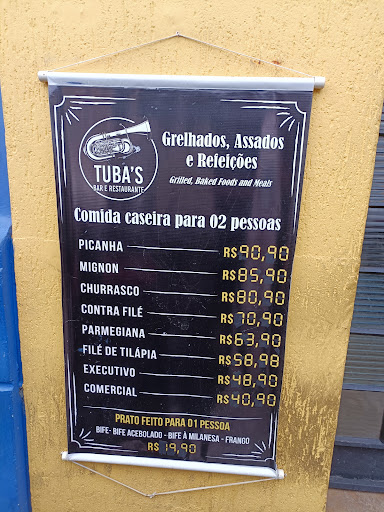 TUBA'S
BAR E RESTAURANTE
Grelhados, Assados
e Refeições
Grilled, Baked Foods and Meals
Comida caseira para 02 pessoas
PICANHA R$90,90
MIGNON R$85,90
CHURRASCO R$80,90
CONTRA FILÉ R$70,90
PARMEGIANA R$63,90
FILÉ DE TILÁPIA R$58,98
EXECUTIVO R$48,90
COMERCIAL R$40,90
PRATO FEITO PARA 01 PESSOA
BIFE- BIFE ACEBOLADO - BIFE À MILANESA - FRANGO
R$ 19,90